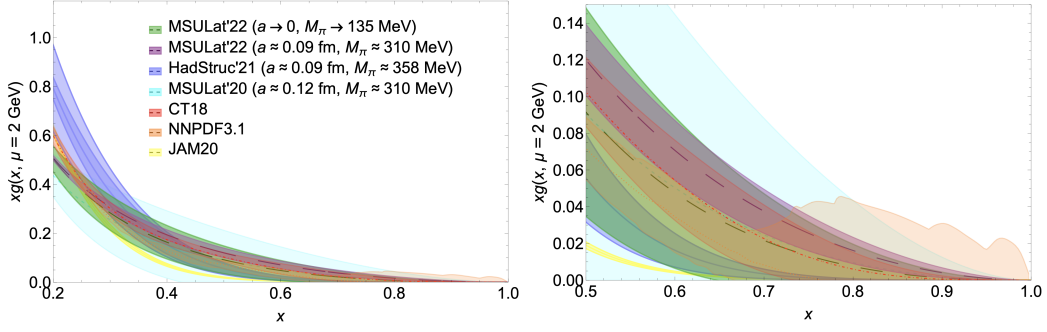 MSULat'22 (a → 0, Mπ → 135 MeV)
MSULat'22 (a ≈ 0.09 fm, Mπ ≈ 310 MeV)
HadStruc'21 (a ≈ 0.09 fm, Mπ ≈ 358 MeV)
MSULat'20 (a ≈ 0.12 fm, Mπ ≈ 310 MeV)
CT18
NNPDF3.1
JAM20
xg(x, μ = 2 GeV)
1.0
0.8
0.6
0.4
0.2
0.0
0.2 0.4 0.6 0.8 1.0
x
xg(x, μ = 2 GeV)
0.14
0.12
0.10
0.08
0.06
0.04
0.02
0.00
0.5 0.6 0.7 0.8 0.9 1.0
x